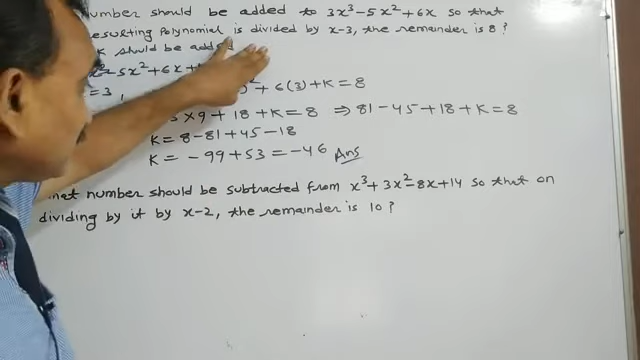 number should be added to 3x³-5x²+6x so that
resulting polynomial is divided by x-3, the remainder is 8?
K should be added
-5x²+6x+
=3, ² + 6(3)+K=8
×9+18+K=8 ⇒ 81-45+18+K=8
K=8-81+45-18
K=-99+53=-46 Ans
number should be subtracted from x³+3x²-8x+14 so that on
dividing by it by x-2, the remainder is 10?